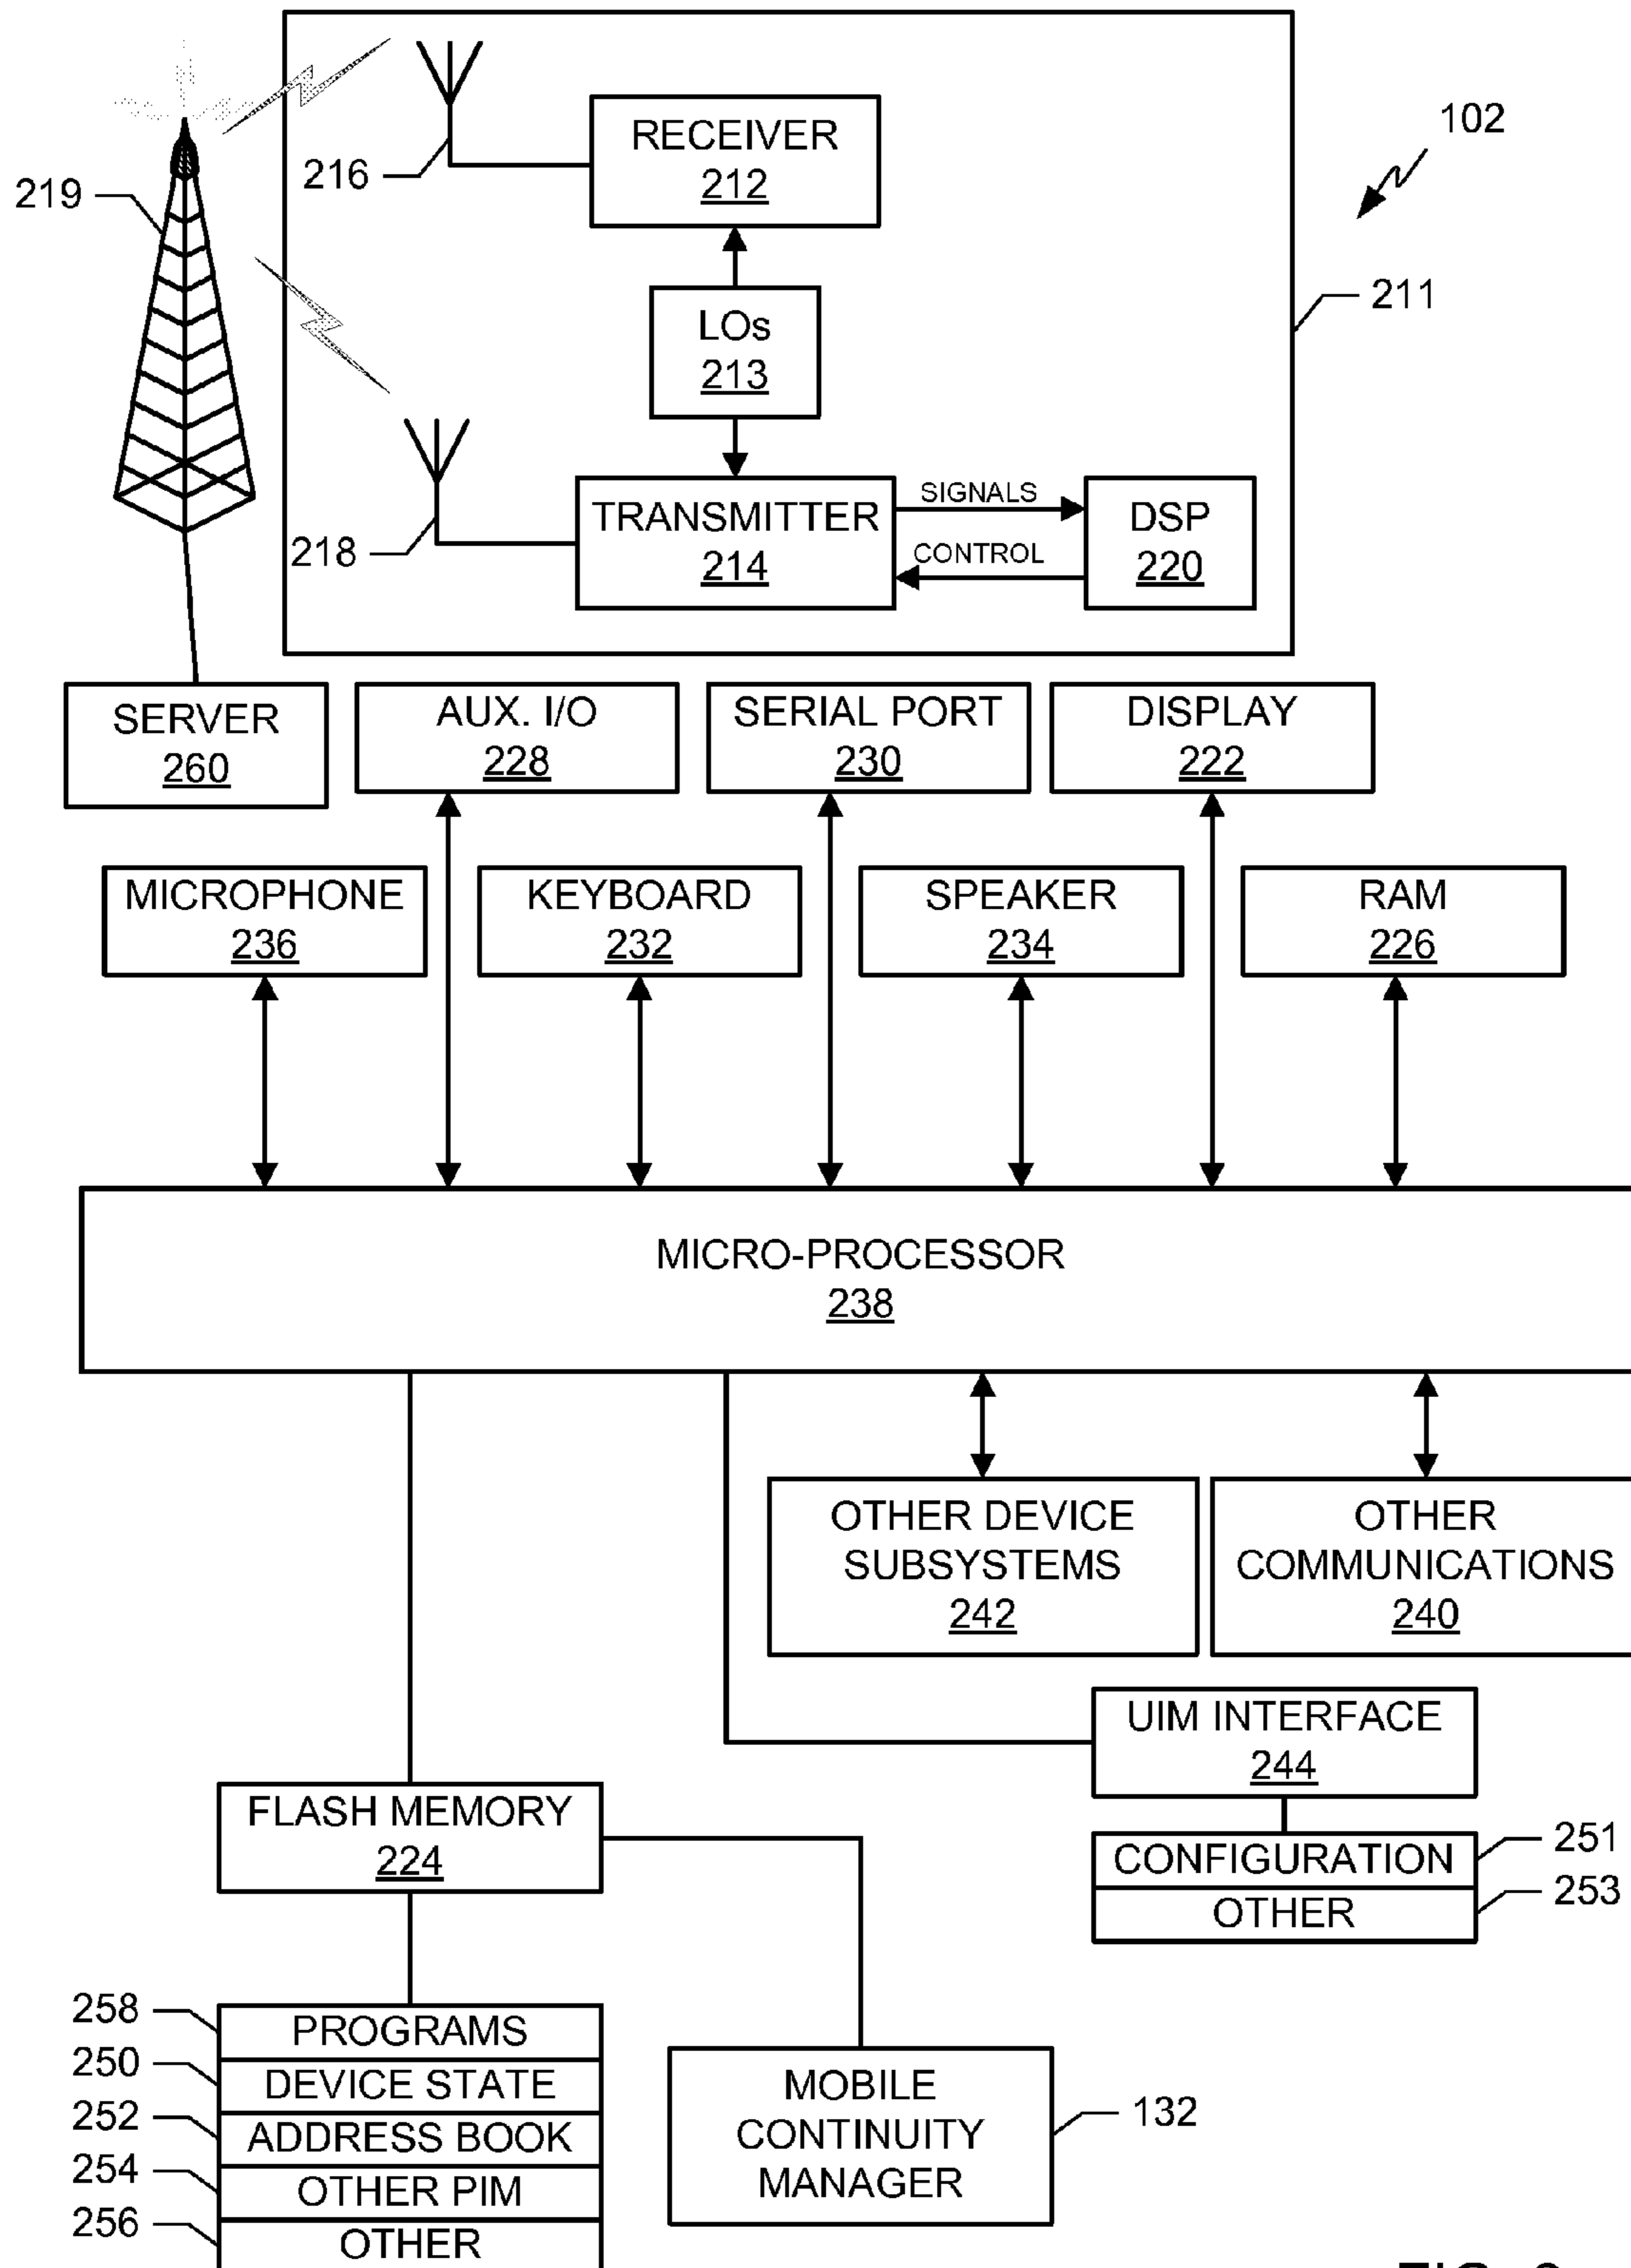 102
RECEIVER
212
216
219
211
LOs
213
TRANSMITTER
214
SIGNALS
CONTROL
DSP
220
218
SERVER
260
AUX. I/O
228
SERIAL PORT
230
DISPLAY
222
MICROPHONE
236
KEYBOARD
232
SPEAKER
234
RAM
226
MICRO-PROCESSOR
238
OTHER DEVICE
SUBSYSTEMS
242
OTHER
COMMUNICATIONS
240
UIM INTERFACE
244
CONFIGURATION
251
OTHER
253
FLASH MEMORY
224
258
PROGRAMS
250
DEVICE STATE
252
ADDRESS BOOK
254
OTHER PIM
256
OTHER
MOBILE
CONTINUITY
MANAGER
132